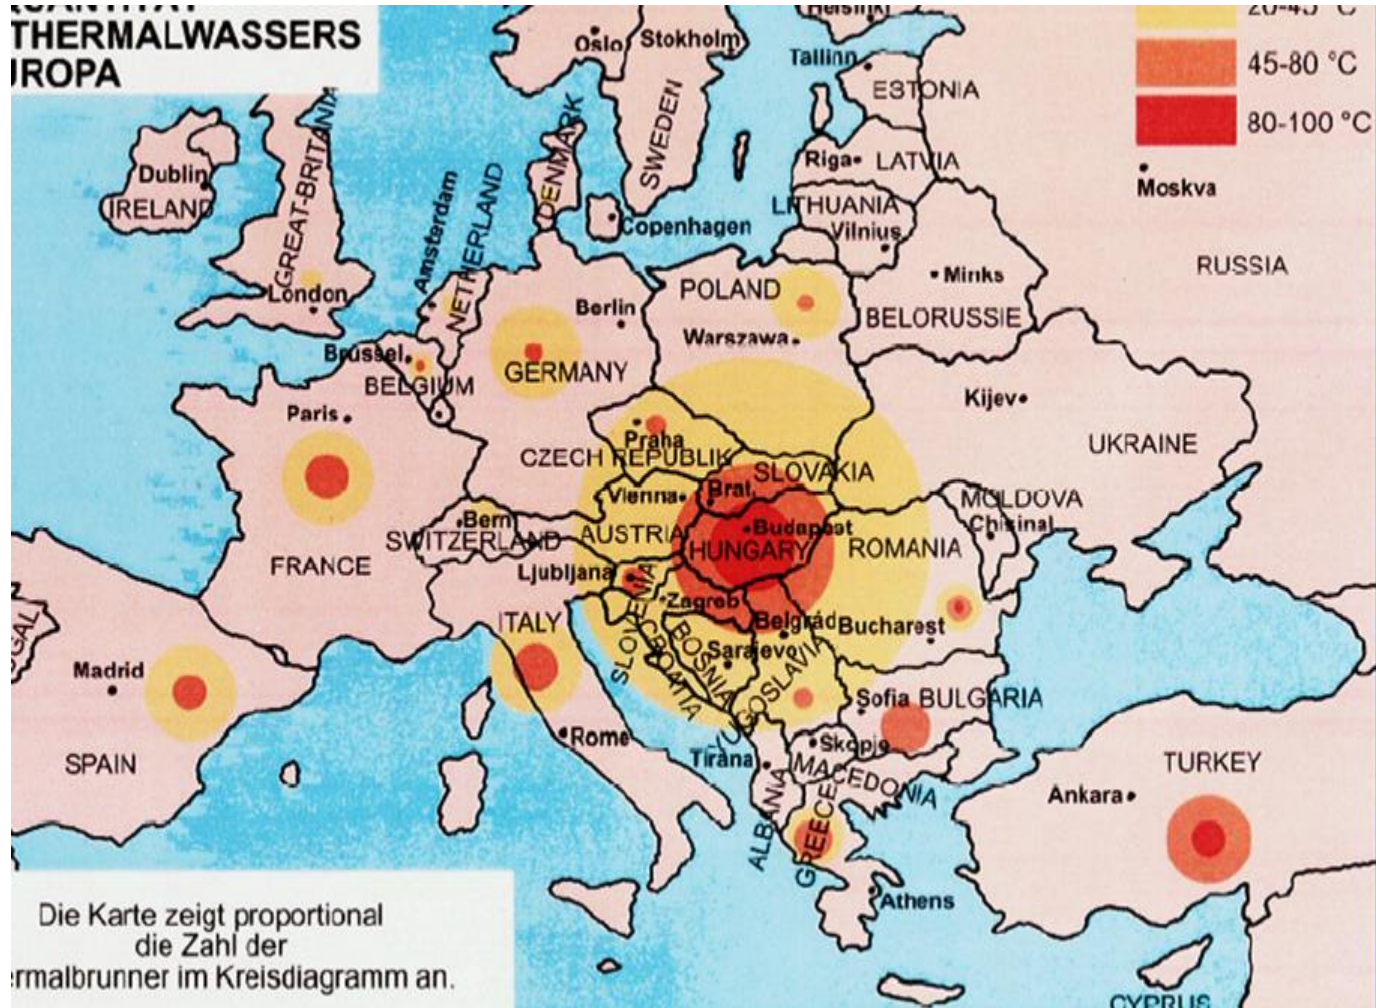 THERMALWASSERS
20-45 °C
45-80 °C
80-100 °C
Helsinki
Oslo
Stokholm
Tallinn
ESTONIA
SWEDEN
DENMARK
Riga
LATVIA
Moskva
Dublin
IRELAND
GREAT-BRITANIA
Amsterdam
NETHERLAND
Copenhagen
LITHUANIA
Vilnius
Minks
RUSSIA
London
Berlin
POLAND
BELORUSSIE
Warszawa
Brüssel
BELGIUM
GERMANY
Paris
Kijev
Praha
CZECH REPUBLIK
SLOVAKIA
UKRAINE
Vienna
Brat.
MOLDOVA
Chisinal
Bern
SWITZERLAND
AUSTRIA
Budapest
HUNGARY
ROMANIA
FRANCE
Ljubljana
Zagreb
ITALY
SLOVENIA
CROATIA
BOSNIA
Belgrád
Bucharest
Sarajevo
YUGOSLAVIA
Madrid
Sofia
BULGARIA
SPAIN
Rome
Tirana
Skopje
MACEDONIA
TURKEY
Ankara
ALBANIA
GREECE
Athens
CYPRUS
Die Karte zeigt proportional
die Zahl der
rmalbrunner im Kreisdiagramm an.